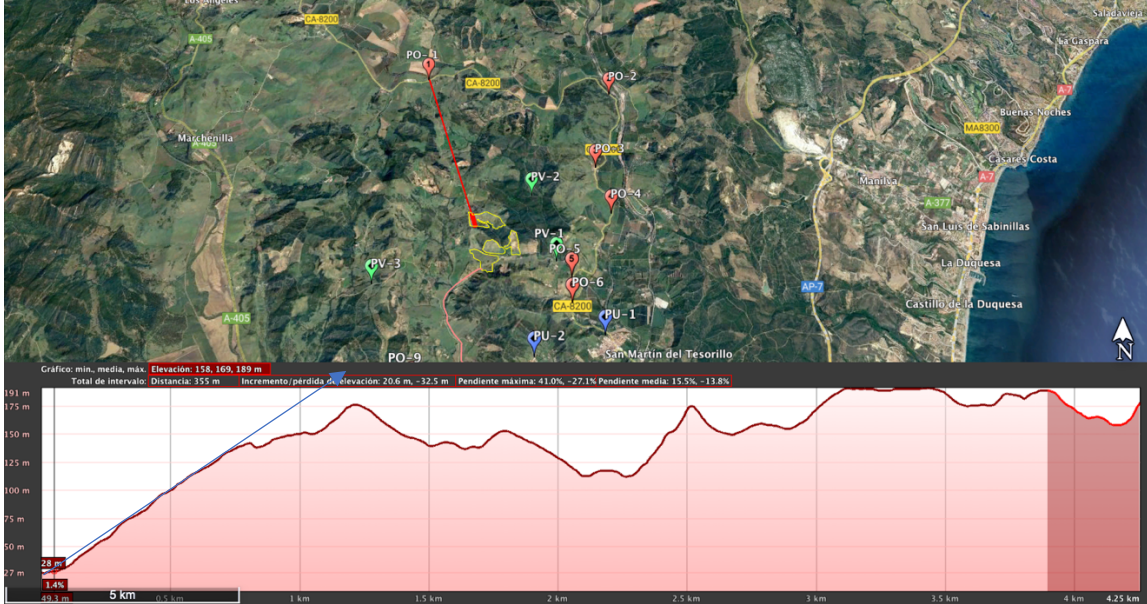 Los Angeles
CA-8200
A-405
Saladavieja
La Gaspara
PO-1
1
CA-8200
PO-2
A-7
Buenas Noches
MA8300
Marchenilla
A-405
PO-3
Casares Costa
PV-2
Manilva
A-7
PO-4
A-377
San Luis de Sabinillas
PV-1
PO-5
5
PV-3
La Duquesa
PO-6
AP-7
CA-8200
Castillo de la Duquesa
A-405
PU-1
PU-2
San Martín del Tesorillo
PO-9
N
Gráfico: min., media, máx. Elevación: 158, 169, 189 m
Total de intervalo: Distancia: 355 m Incremento/pérdida de elevación: 20.6 m, -32.5 m Pendiente máxima: 41.0%, -27.1% Pendiente media: 15.5%, -13.8%
191 m
175 m
150 m
125 m
100 m
75 m
50 m
28 m
27 m
1.4%
49.3 m 5 km 0.5 km 1 km 1.5 km 2 km 2.5 km 3 km 3.5 km 4 km 4.25 km